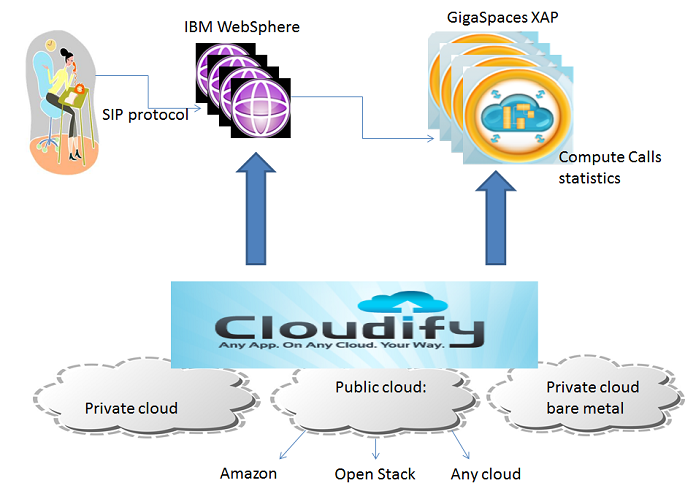 IBM WebSphere
GigaSpaces XAP
SIP protocol
Compute Calls
statistics
Cloudify
Any App. On Any Cloud. Your Way.
Private cloud
Public cloud:
Private cloud
bare metal
Amazon
Open Stack
Any cloud